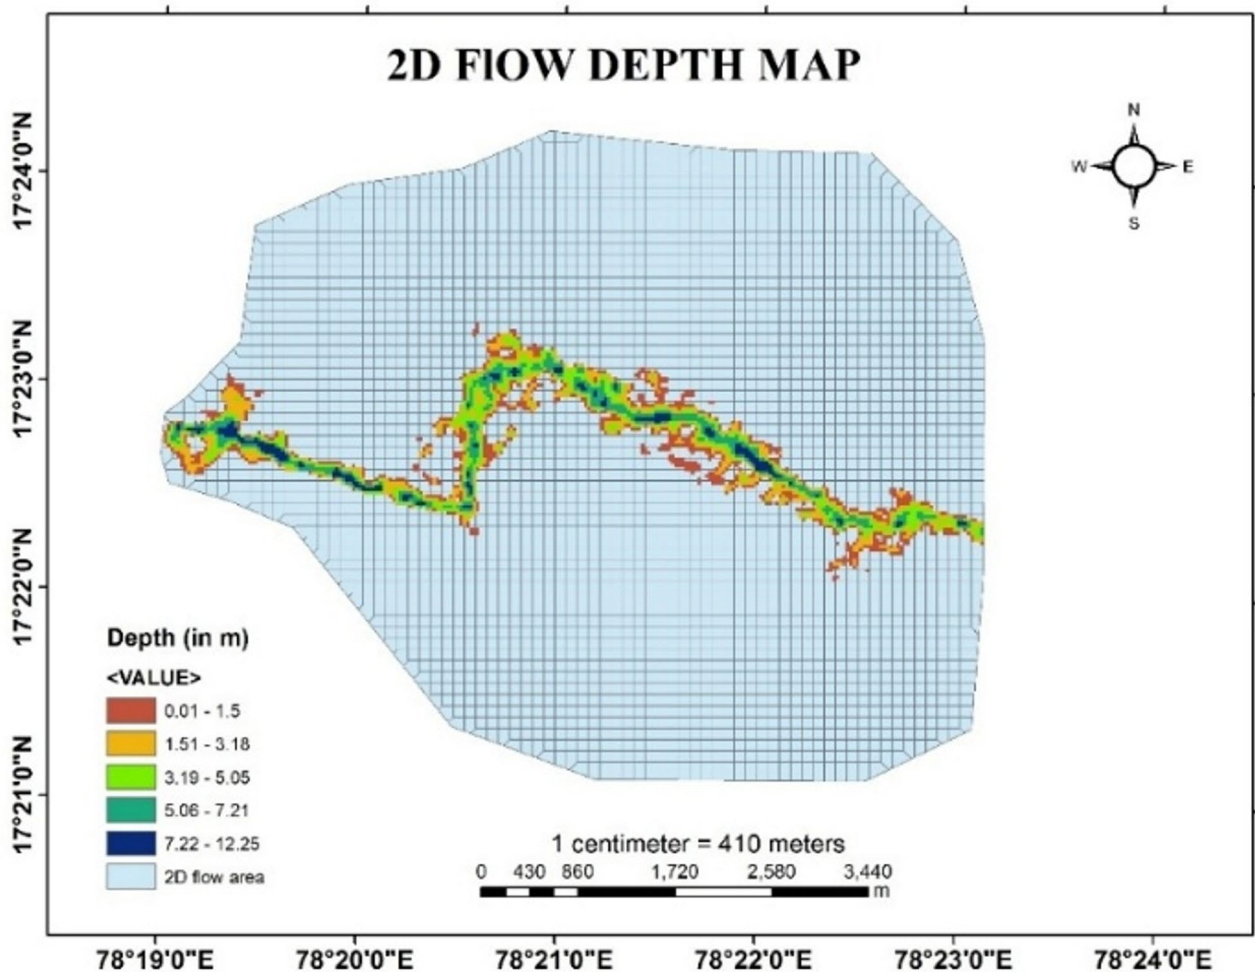 2D FlOW DEPTH MAP
N
W E
S
17°24'0"N
17°23'0"N
17°22'0"N
17°21'0"N
Depth (in m)
<VALUE>
0.01 - 1.5
1.51 - 3.18
3.19 - 5.05
5.06 - 7.21
7.22 - 12.25
2D flow area
1 centimeter = 410 meters
0 430 860 1,720 2,580 3,440
m
78°19'0"E 78°20'0"E 78°21'0"E 78°22'0"E 78°23'0"E 78°24'0"E